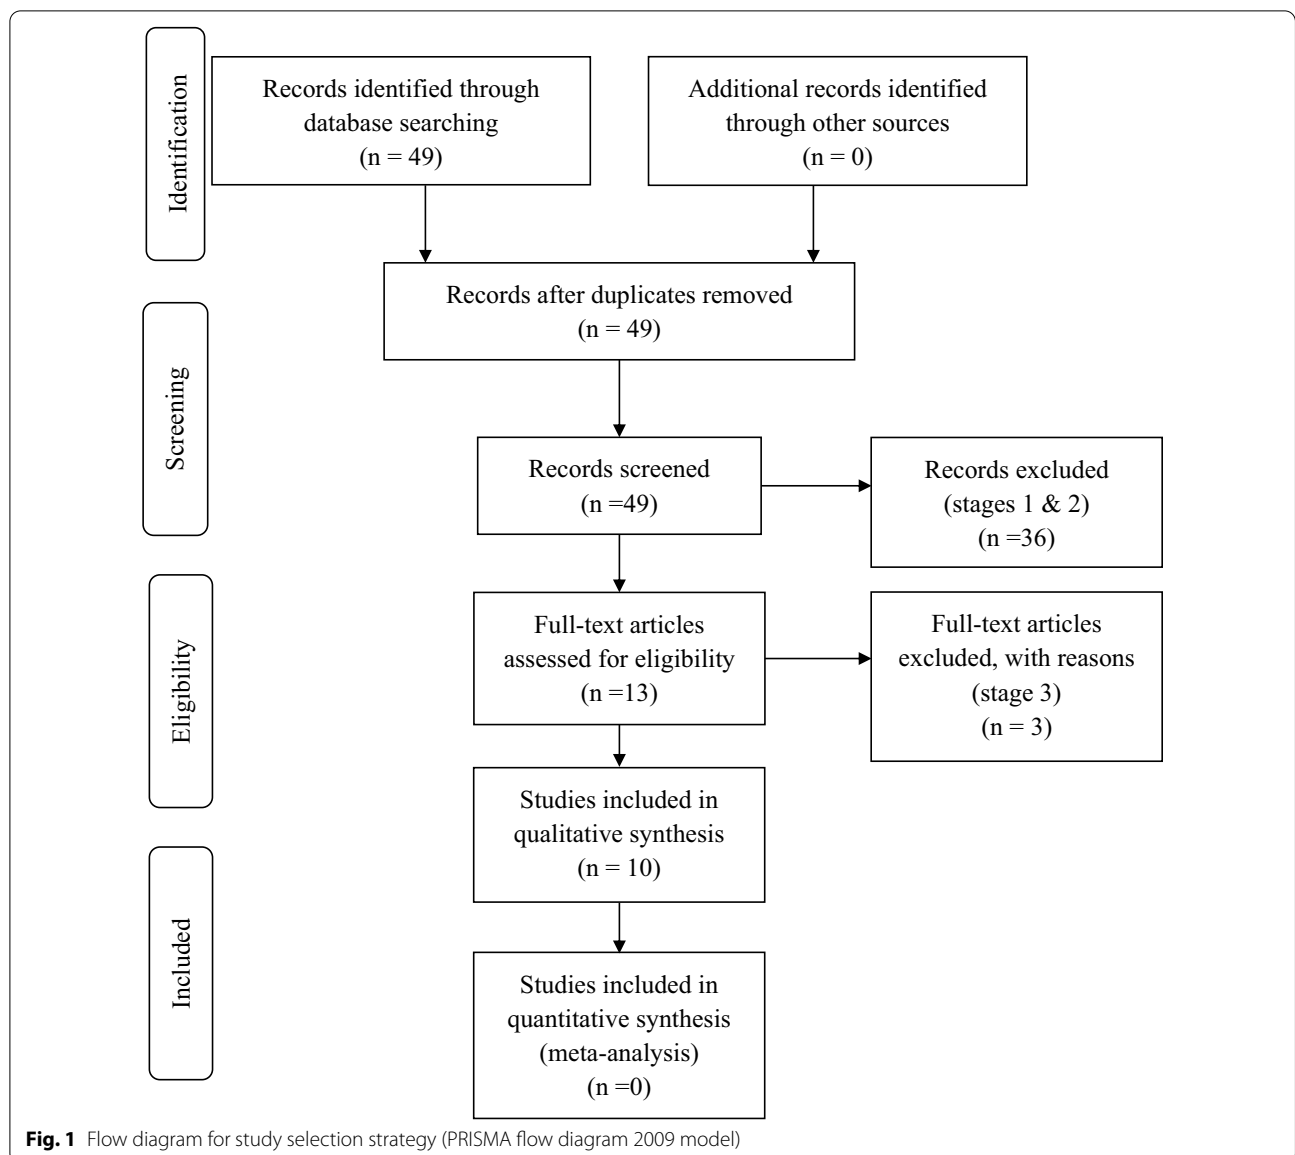 Identification
Records identified through
database searching
(n = 49)
Additional records identified
through other sources
(n = 0)
Records after duplicates removed
(n = 49)
Screening
Records screened
(n =49)
Records excluded
(stages 1 & 2)
(n =36)
Eligibility
Full-text articles
assessed for eligibility
(n =13)
Full-text articles
excluded, with reasons
(stage 3)
(n = 3)
Studies included in
qualitative synthesis
(n = 10)
Included
Studies included in
quantitative synthesis
(meta-analysis)
(n =0)
Fig. 1 Flow diagram for study selection strategy (PRISMA flow diagram 2009 model)